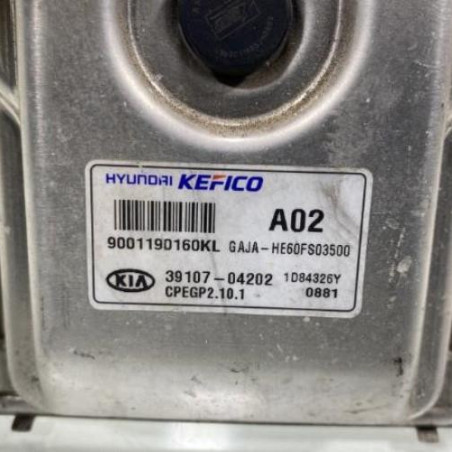 HYUNDAI KEFICO
A02
9001190160KL GAJA-HE60FS03500
KIA 39107-04202 1D84326Y
CPEGP2.10.1 0881